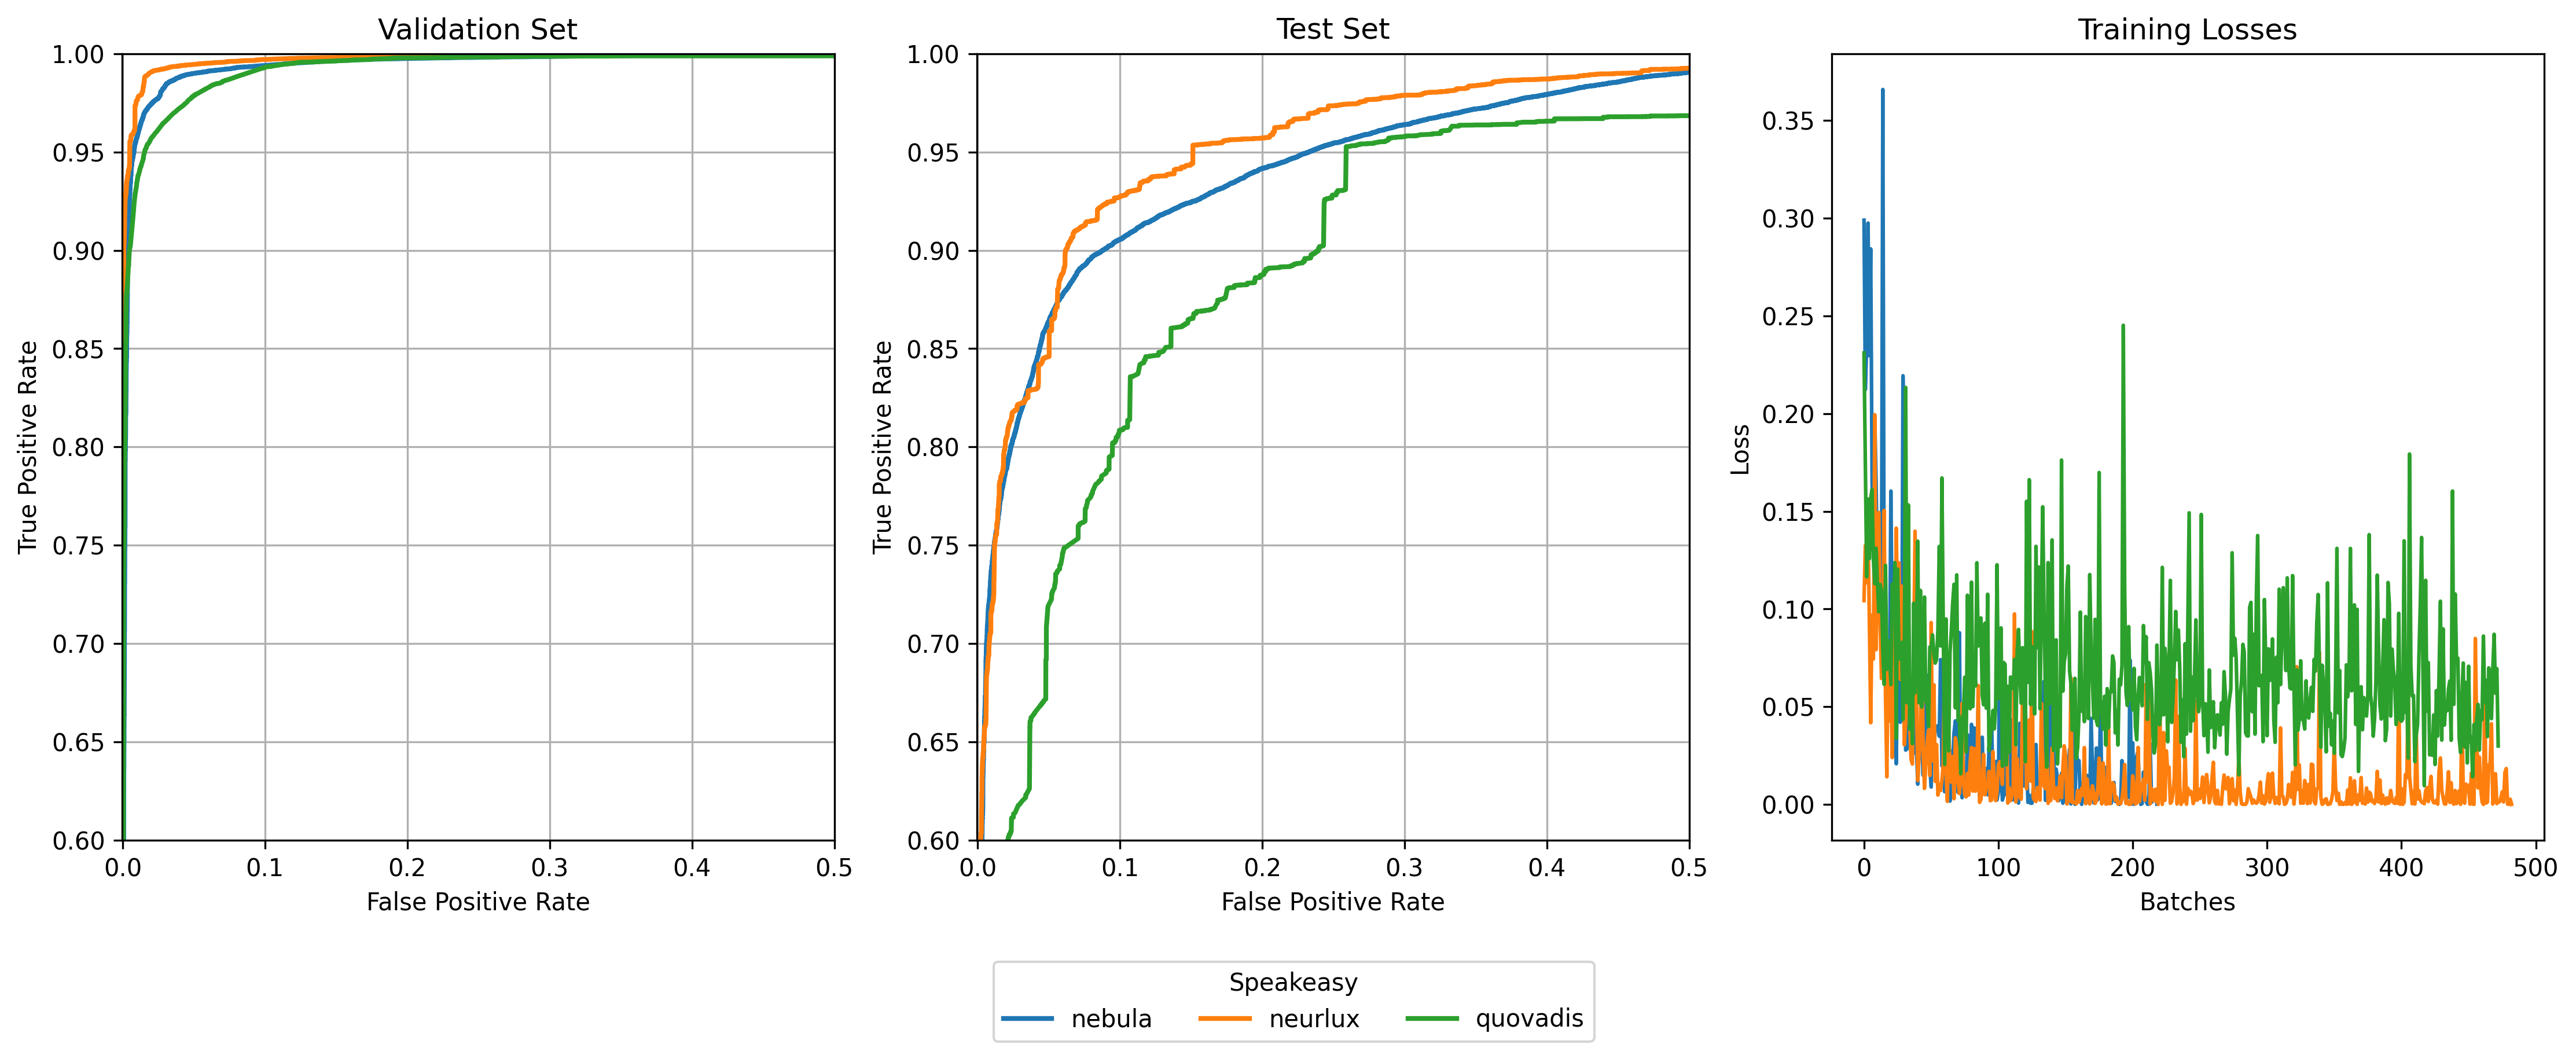 Validation Set
1.00
0.95
0.90
0.85
0.80
0.75
0.70
0.65
0.60
True Positive Rate
0.0 0.1 0.2 0.3 0.4 0.5
False Positive Rate
Test Set
1.00
0.95
0.90
0.85
0.80
0.75
0.70
0.65
0.60
True Positive Rate
0.0 0.1 0.2 0.3 0.4 0.5
False Positive Rate
Training Losses
0.35
0.30
0.25
0.20
0.15
0.10
0.05
0.00
Loss
0 100 200 300 400 500
Batches
Speakeasy
nebula neurlux quovadis